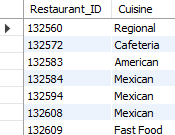 Restaurant_ID Cuisine
132560 Regional
132572 Cafeteria
132583 American
132584 Mexican
132594 Mexican
132608 Mexican
132609 Fast Food